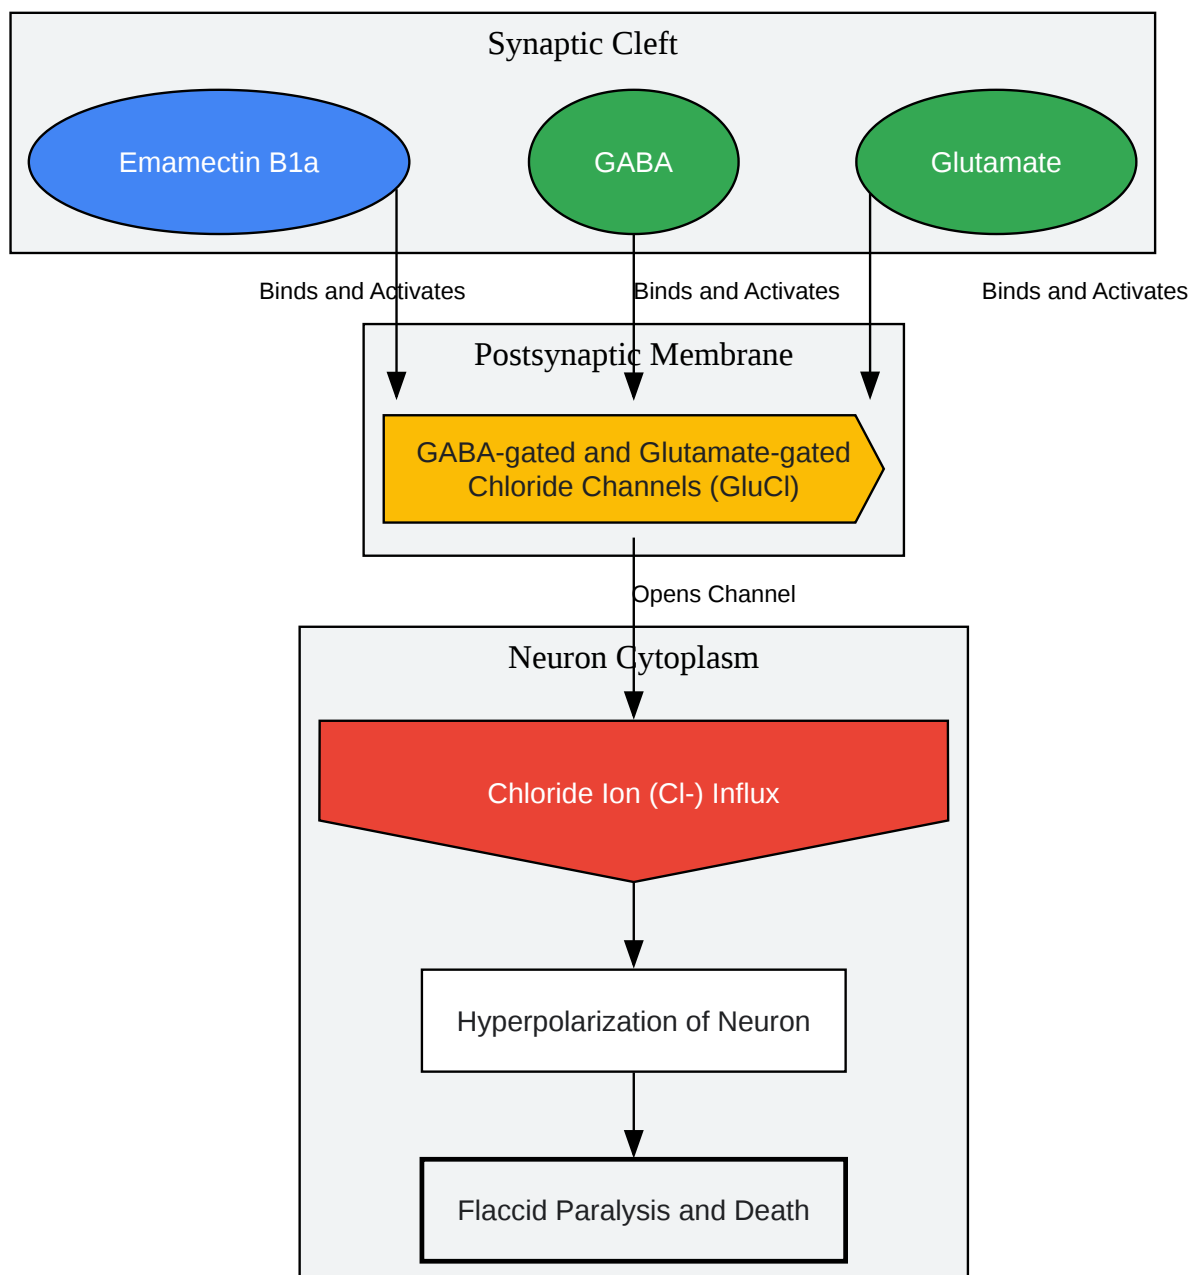 Synaptic Cleft
Emamectin B1a
GABA
Glutamate
Binds and Activates
Binds and Activates
Binds and Activates
Postsynaptic Membrane
GABA-gated and Glutamate-gated
Chloride Channels (GluCl)
Opens Channel
Neuron Cytoplasm
Chloride Ion (Cl-) Influx
Hyperpolarization of Neuron
Flaccid Paralysis and Death